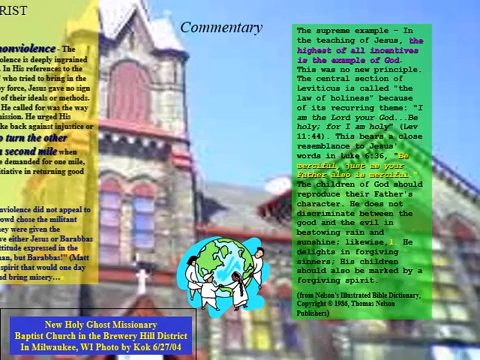 RIST
Commentary
nonviolence - The
violence is deeply ingrained
. In His references to the
" who tried to bring in the
by force, Jesus gave no sign
of their ideals or methods.
He called for was the way
mission. He urged His
ke back against injustice or
o turn the other
a second mile when
e demanded for one mile,
itiative in returning good
nviolence did not appeal to
owd chose the militant
hey were given the
ve either Jesus or Barabbas
ttitude expressed in the
man, but Barabbas!" (Matt
spirit that would one day
nd bring misery…
The supreme example – In
the teaching of Jesus, the
highest of all incentives
is the example of God.
This was no new principle.
The central section of
Leviticus is called "the
law of holiness" because
of its recurring theme: "I
am the Lord your God...Be
holy; for I am holy" (Lev
11:44). This bears a close
resemblance to Jesus'
words in Luke 6:36, "Be
merciful, just as your
Father also is merciful."
The children of God should
reproduce their Father's
character. He does not
discriminate between the
good and the evil in
bestowing rain and
sunshine; likewise, He
delights in forgiving
sinners; His children
should also be marked by a
forgiving spirit.
(from Nelson's Illustrated Bible Dictionary,
Copyright © 1986, Thomas Nelson
Publishers)
New Holy Ghost Missionary
Baptist Church in the Brewery Hill District
In Milwaukee, WI Photo by Kok 6/27/04